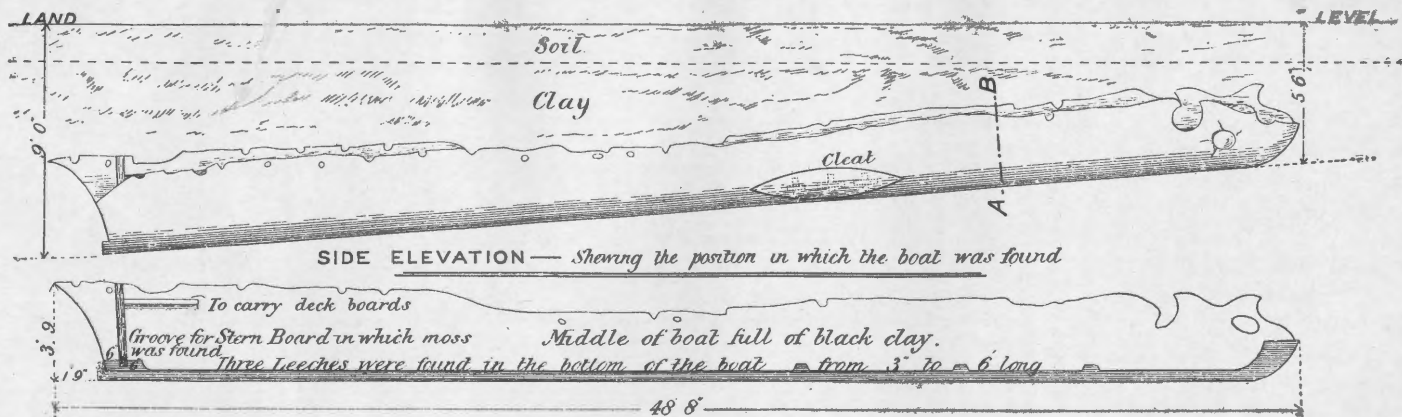 LAND LEVEL
Soil
Clay
9' 0"
5' 6"
Cleat
B
A
SIDE ELEVATION — Shewing the position in which the boat was found
To carry deck boards
Groove for Stern Board in which moss
was found
Middle of boat full of black clay.
Three Leeches were found in the bottom of the boat from 3" to 6" long
3' 9"
6"
6"
1' 9"
48' 8"